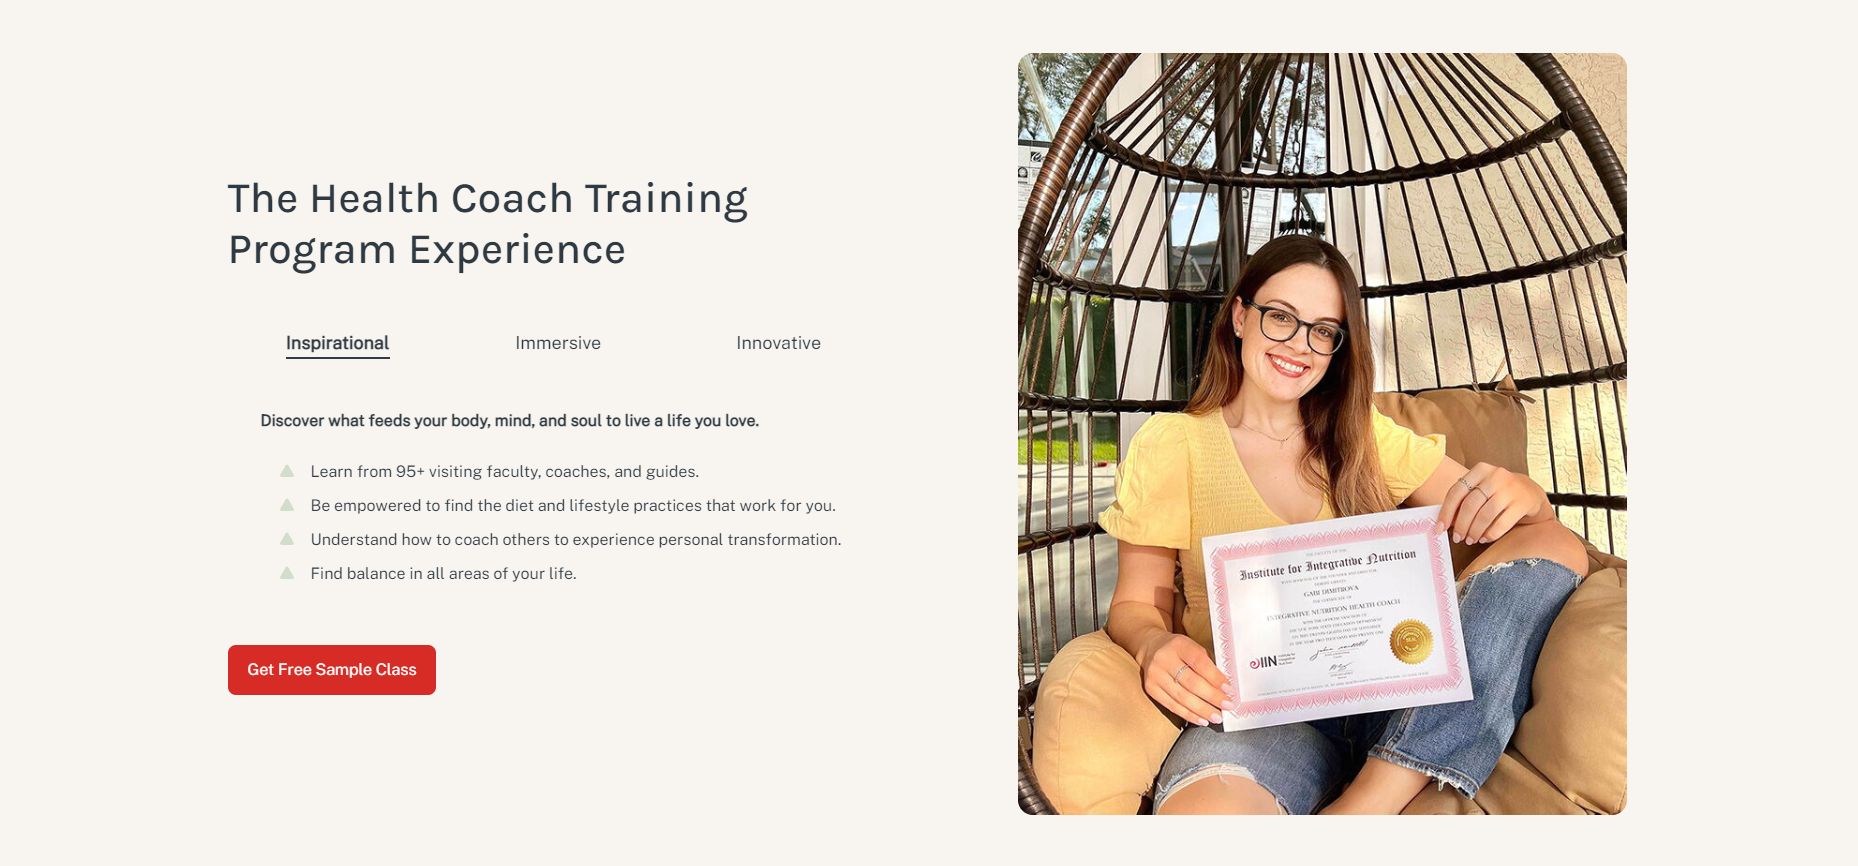 The Health Coach Training
Program Experience
Inspirational
Immersive
Innovative
Discover what feeds your body, mind, and soul to live a life you love.
Learn from 95+ visiting faculty, coaches, and guides.
Be empowered to find the diet and lifestyle practices that work for you.
Understand how to coach others to experience personal transformation.
Find balance in all areas of your life.
Get Free Sample Class
Institute for Integrative Nutrition
GABI DIMITROVA
INTEGRATIVE NUTRITION HEALTH COACH
IIN